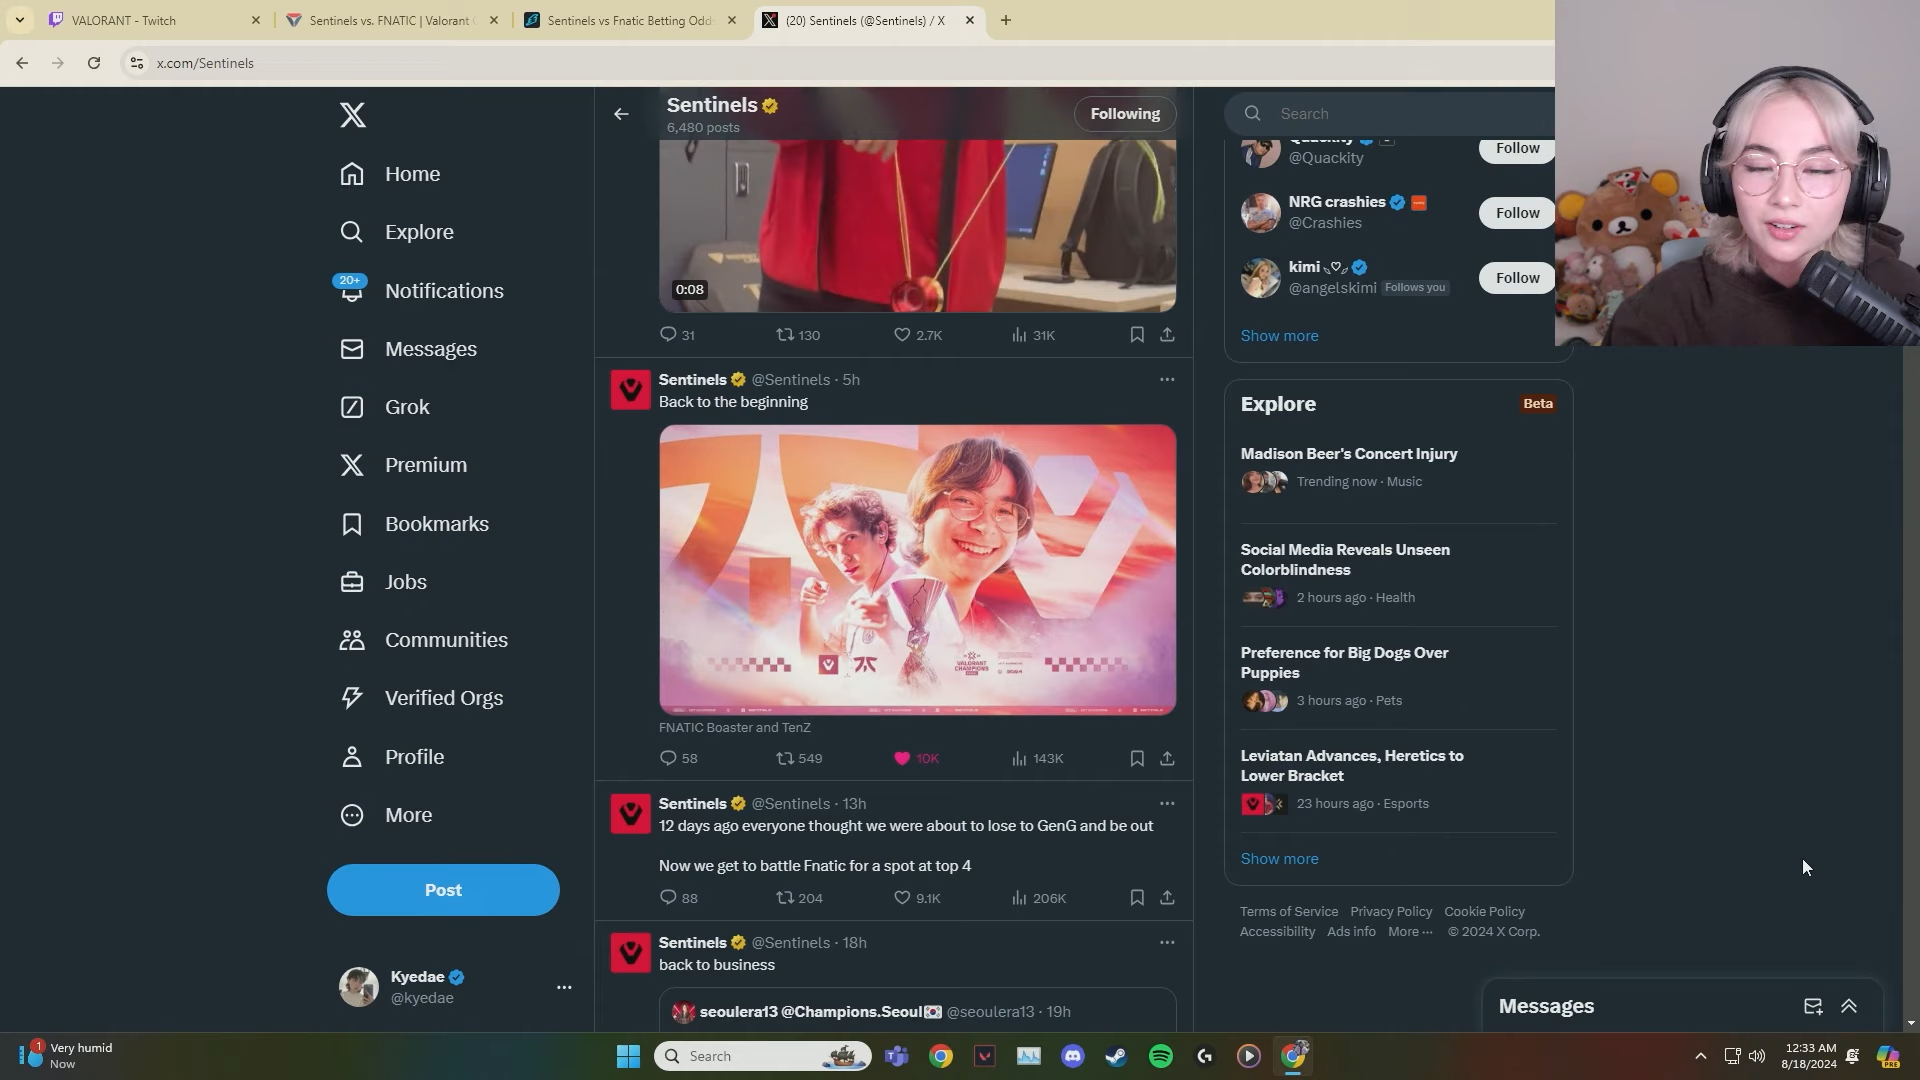 VALORANT - Twitch
Sentinels vs. FNATIC | Valorant
Sentinels vs Fnatic Betting Odds
(20) Sentinels (@Sentinels) / X
x.com/Sentinels
Sentinels
6,480 posts
Following
Search
Home
Explore
20+
Notifications
Messages
Grok
Premium
Bookmarks
Jobs
Communities
Verified Orgs
Profile
More
Post
Kyedae
@kyedae
0:08
31
130
2.7K
31K
Sentinels @Sentinels · 5h
Back to the beginning
VALORANT
CHAMPIONS
FNATIC Boaster and TenZ
58
549
10K
143K
Sentinels @Sentinels · 13h
12 days ago everyone thought we were about to lose to GenG and be out
Now we get to battle Fnatic for a spot at top 4
88
204
9.1K
206K
Sentinels @Sentinels · 18h
back to business
seoulera13 @Champions.Seoul🇰🇷 @seoulera13 · 19h
Quackity
@Quackity
Follow
NRG crashies
@Crashies
Follow
kimi
@angelskimi Follows you
Follow
Show more
Explore
Beta
Madison Beer's Concert Injury
Trending now · Music
Social Media Reveals Unseen
Colorblindness
2 hours ago · Health
Preference for Big Dogs Over
Puppies
3 hours ago · Pets
Leviatan Advances, Heretics to
Lower Bracket
23 hours ago · Esports
Show more
Terms of Service Privacy Policy Cookie Policy
Accessibility Ads info More ··· © 2024 X Corp.
Messages
1
Very humid
Now
Search
12:33 AM
8/18/2024
PRE